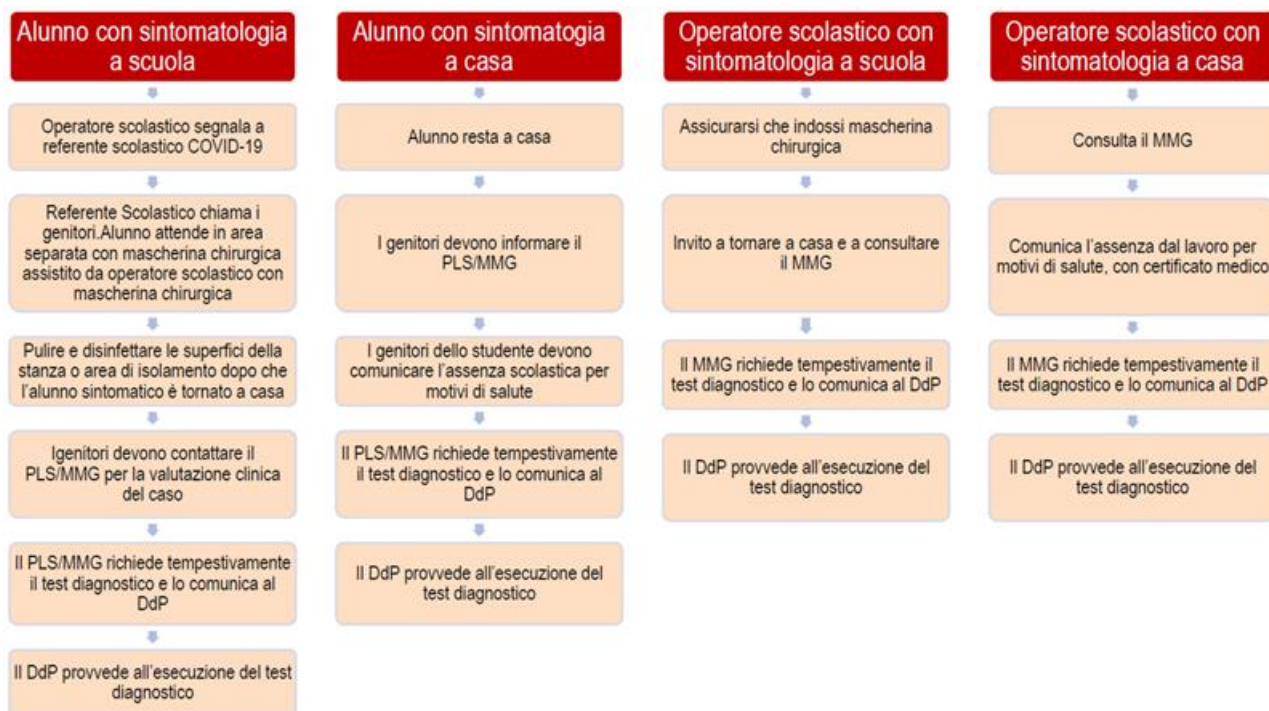 Alunno con sintomatologia
a scuola
Operatore scolastico segnala a
referente scolastico COVID-19
Referente Scolastico chiama i
genitori.Alunno attende in area
separata con mascherina chirurgica
assistito da operatore scolastico con
mascherina chirurgica
Pulire e disinfettare le superfici della
stanza o area di isolamento dopo che
l'alunno sintomatico è tornato a casa
Igenitori devono contattare il
PLS/MMG per la valutazione clinica
del caso
Il PLS/MMG richiede tempestivamente
il test diagnostico e lo comunica al
DdP
Il DdP provvede all'esecuzione del test
diagnostico
Alunno con sintomatogia
a casa
Alunno resta a casa
I genitori devono informare il
PLS/MMG
I genitori dello studente devono
comunicare l'assenza scolastica per
motivi di salute
Il PLS/MMG richiede tempestivamente
il test diagnostico e lo comunica al
DdP
Il DdP provvede all'esecuzione del
test diagnostico
Operatore scolastico con
sintomatologia a scuola
Assicurarsi che indossi mascherina
chirurgica
Invito a tornare a casa e a consultare
il MMG
Il MMG richiede tempestivamente il
test diagnostico e lo comunica al DdP
Il DdP provvede all'esecuzione del
test diagnostico
Operatore scolastico con
sintomatologia a casa
Consulta il MMG
Comunica l'assenza dal lavoro per
motivi di salute, con certificato medico
Il MMG richiede tempestivamente il
test diagnostico e lo comunica al DdP
Il DdP provvede all'esecuzione del
test diagnostico